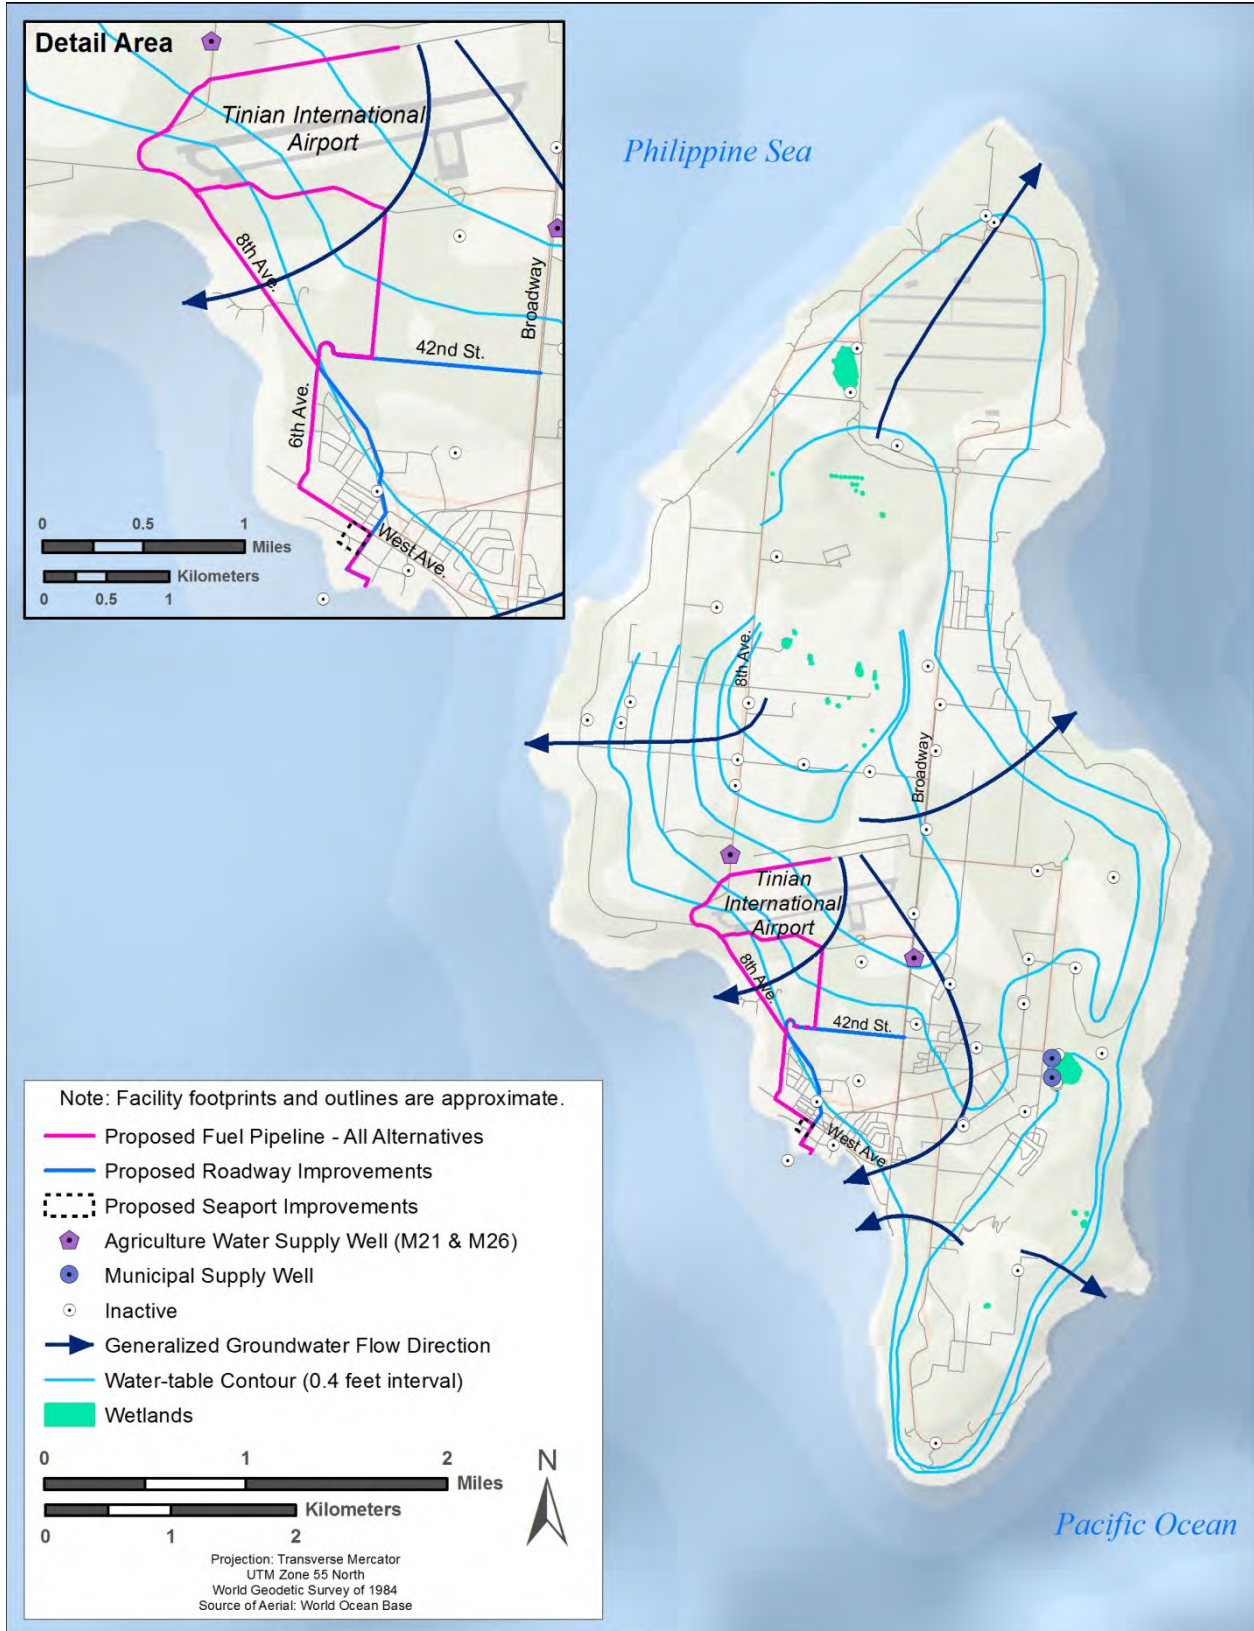 Detail Area
Tinian International
Airport
8th Ave.
Broadway
42nd St.
6th Ave.
West Ave.
0 0.5 1
Miles
Kilometers
0 0.5 1
Philippine Sea
8th Ave.
Broadway
Tinian
International
Airport
8th Ave.
42nd St.
West Ave.
Note: Facility footprints and outlines are approximate.
Proposed Fuel Pipeline - All Alternatives
Proposed Roadway Improvements
Proposed Seaport Improvements
Agriculture Water Supply Well (M21 & M26)
Municipal Supply Well
Inactive
Generalized Groundwater Flow Direction
Water-table Contour (0.4 feet interval)
Wetlands
0 1 2
Miles
Kilometers
0 1 2
N
Projection: Transverse Mercator
UTM Zone 55 North
World Geodetic Survey of 1984
Source of Aerial: World Ocean Base
Pacific Ocean